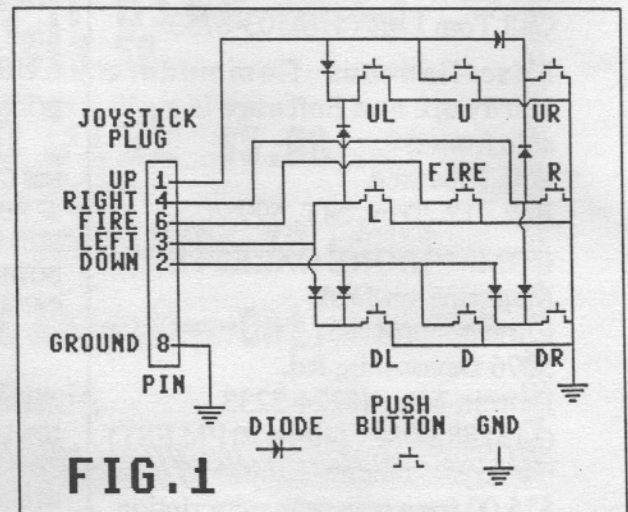 UL U UR
JOYSTICK
PLUG
UP 1
RIGHT 4
FIRE 6
LEFT 3
DOWN 2
FIRE R
L
GROUND 8
DL D DR
PIN
DIODE PUSH BUTTON GND
FIG.1